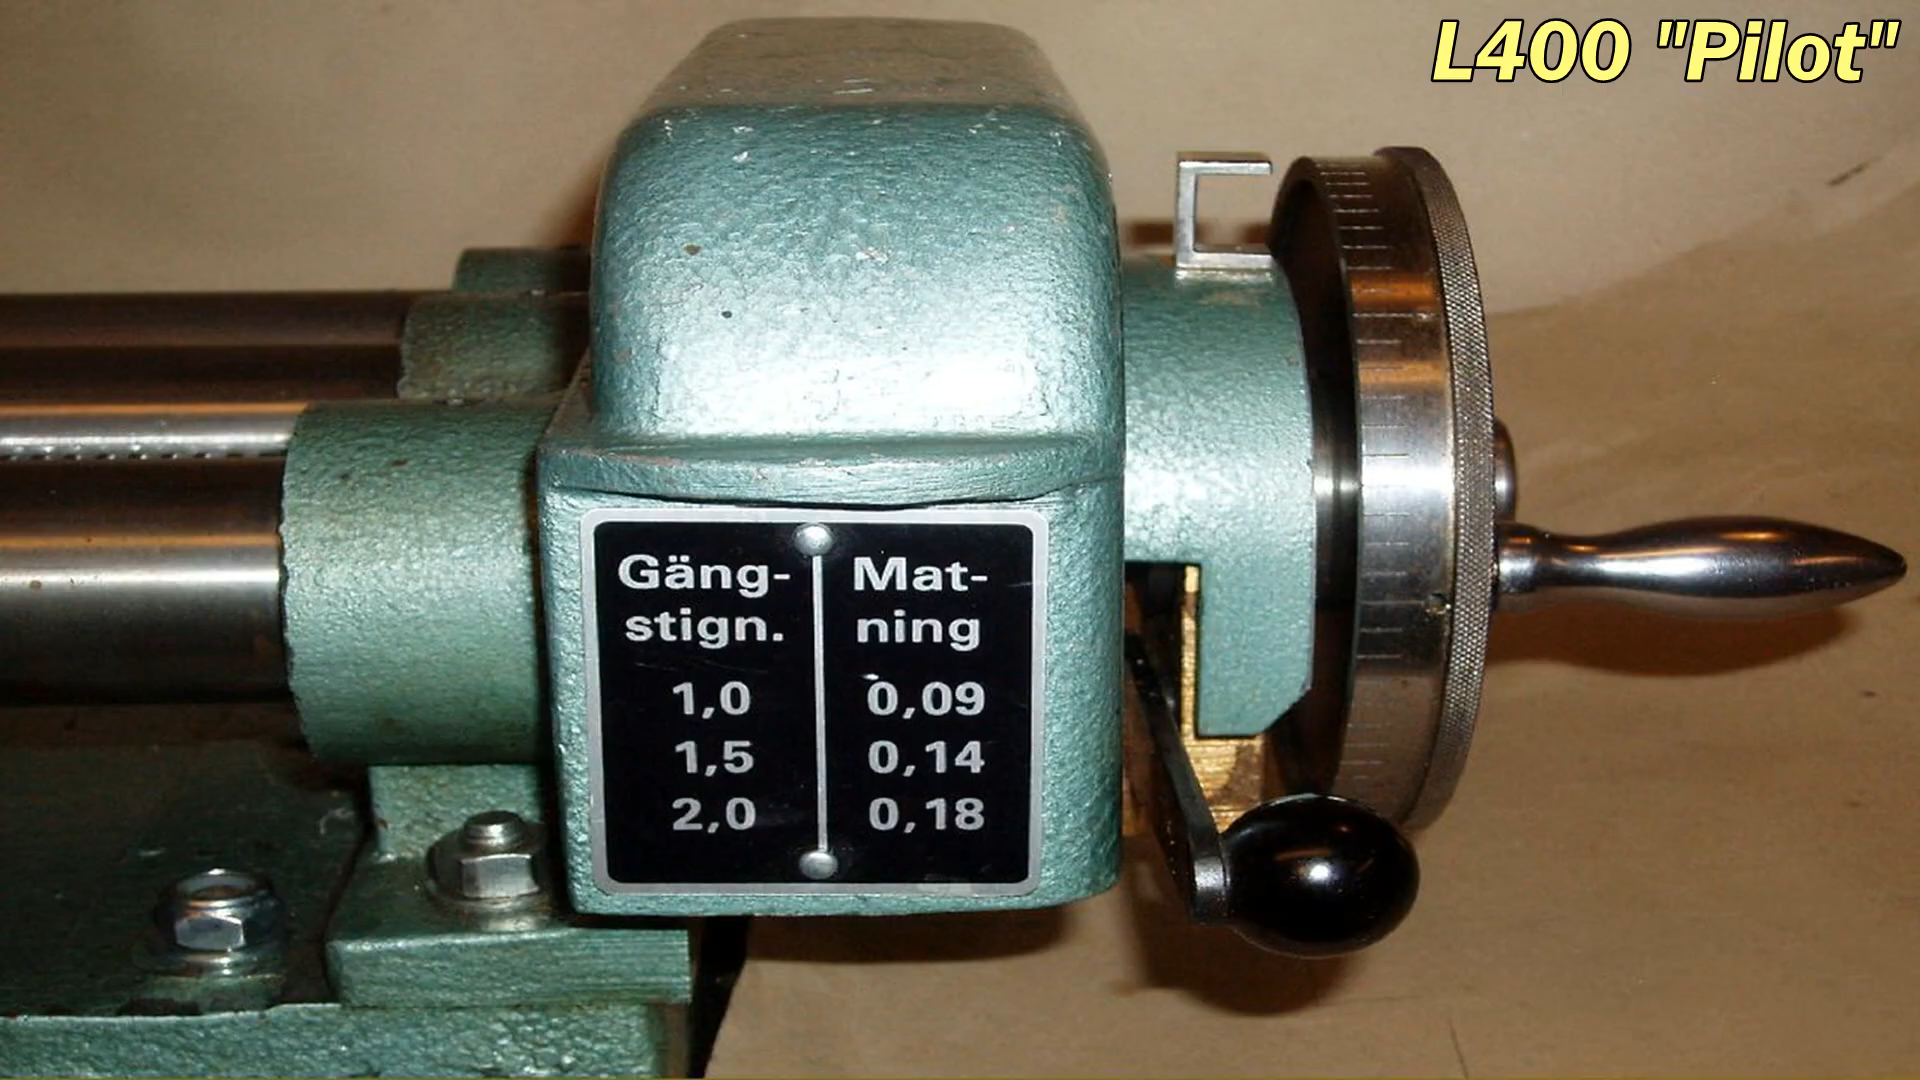 L400 "Pilot"
Gäng-
stign.
1,0
1,5
2,0
Mat-
ning
0,09
0,14
0,18